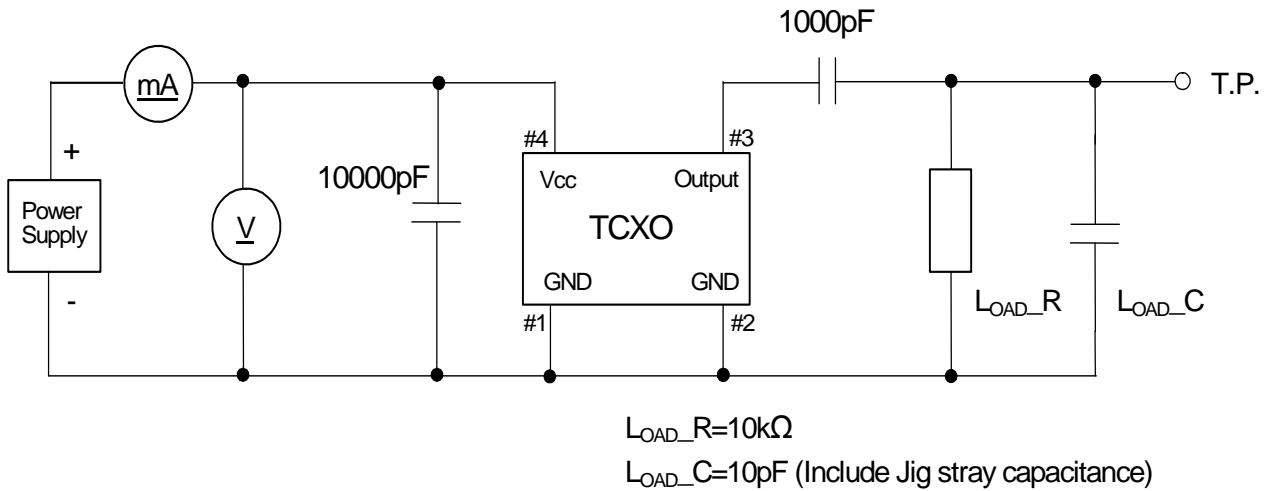 1000pF
mA
T.P.
#4
#3
+
10000pF
Vcc
Output
Power
Supply
V
TCXO
GND
GND
-
#1
#2
LOAD_R
LOAD_C
LOAD_R=10kΩ
LOAD_C=10pF (Include Jig stray capacitance)